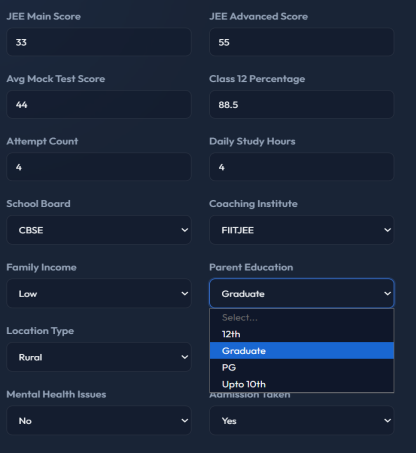 JEE Main Score
JEE Advanced Score
33
55
Avg Mock Test Score
Class 12 Percentage
44
88.5
Attempt Count
Daily Study Hours
4
4
School Board
Coaching Institute
CBSE
FIITJEE
Family Income
Parent Education
Low
Graduate
Select...
12th
Graduate
PG
Upto 10th
Location Type
Rural
Mental Health Issues
Admission Taken
No
Yes